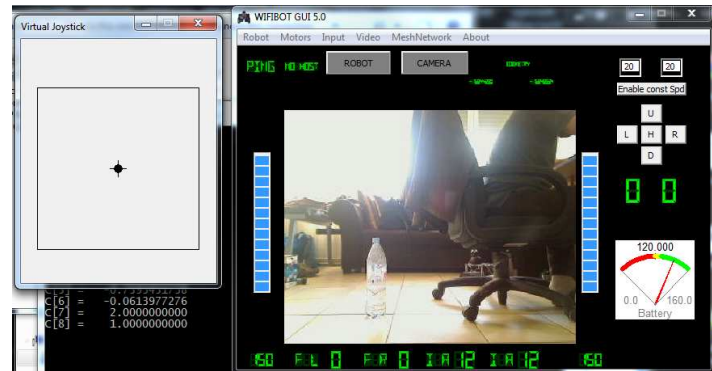 Virtual Joystick
WIFIBOT GUI 5.0
Robot Motors Input Video MeshNetwork About
PING NO HOST
ROBOT
CAMERA
20 20
Enable const Spd
U
L H R
D
0 0
120.000
0.0 160.0
Battery
C[6] = -0.0613977276
C[7] = 2.0000000000
C[8] = 1.0000000000
150 FL 0 FR 0 IR 12 IR 12 150